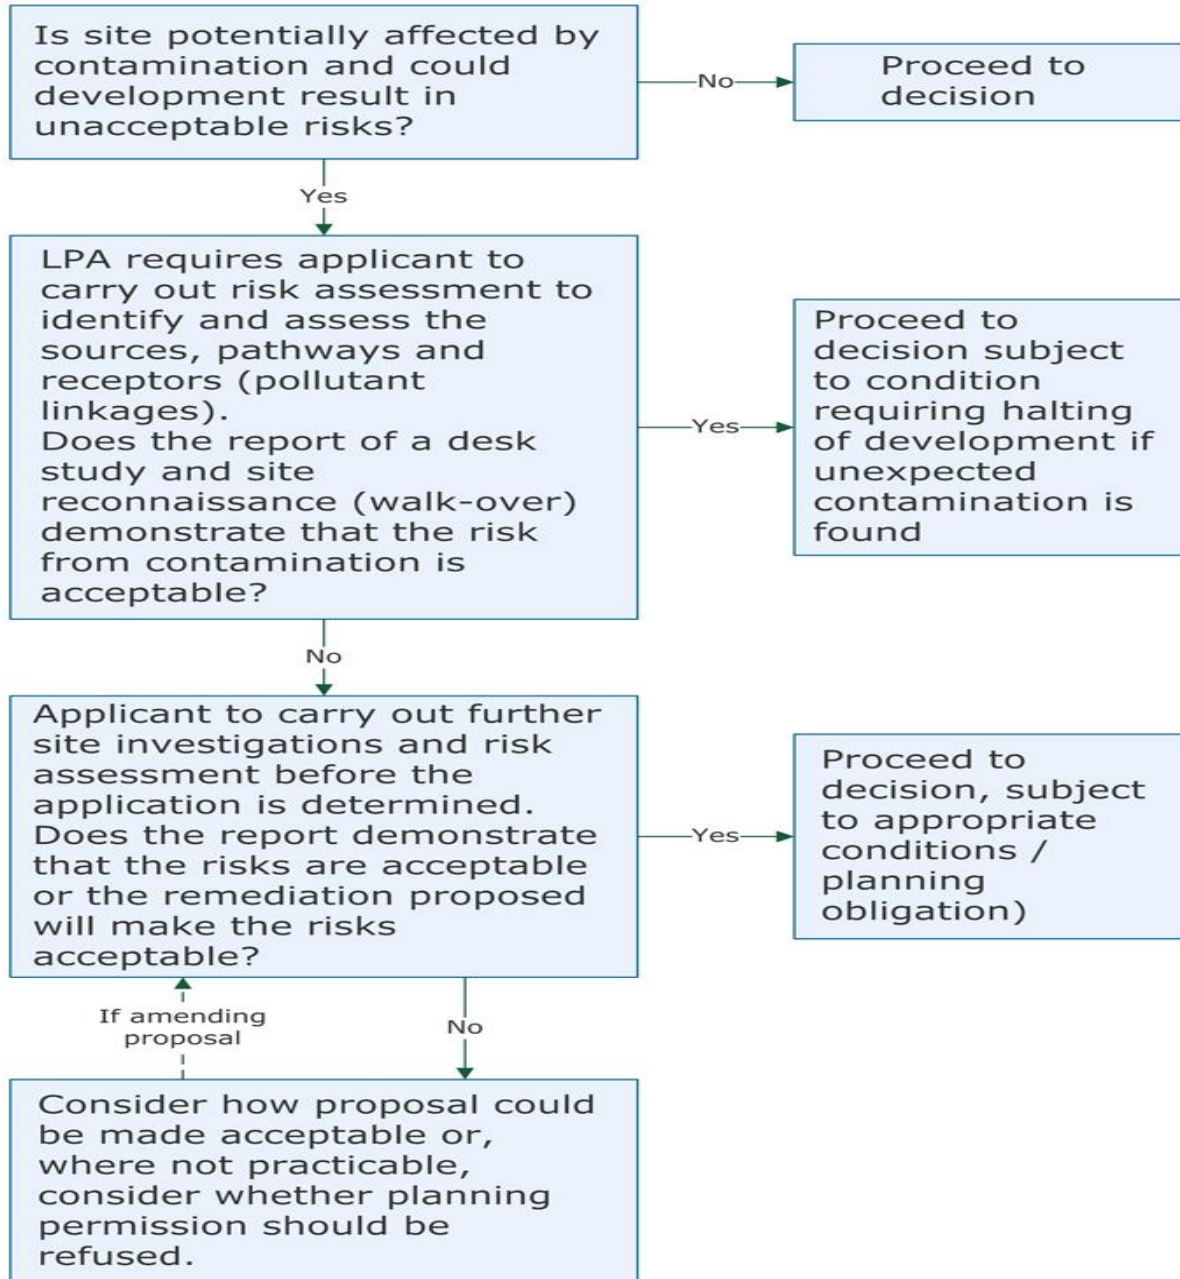 Is site potentially affected by
contamination and could
development result in
unacceptable risks?
No
Proceed to
decision
Yes
LPA requires applicant to
carry out risk assessment to
identify and assess the
sources, pathways and
receptors (pollutant
linkages).
Does the report of a desk
study and site
reconnaissance (walk-over)
demonstrate that the risk
from contamination is
acceptable?
Yes
Proceed to
decision subject
to condition
requiring halting
of development if
unexpected
contamination is
found
No
Applicant to carry out further
site investigations and risk
assessment before the
application is determined.
Does the report demonstrate
that the risks are acceptable
or the remediation proposed
will make the risks
acceptable?
Yes
Proceed to
decision, subject
to appropriate
conditions /
planning
obligation)
If amending
proposal
No
Consider how proposal could
be made acceptable or,
where not practicable,
consider whether planning
permission should be
refused.